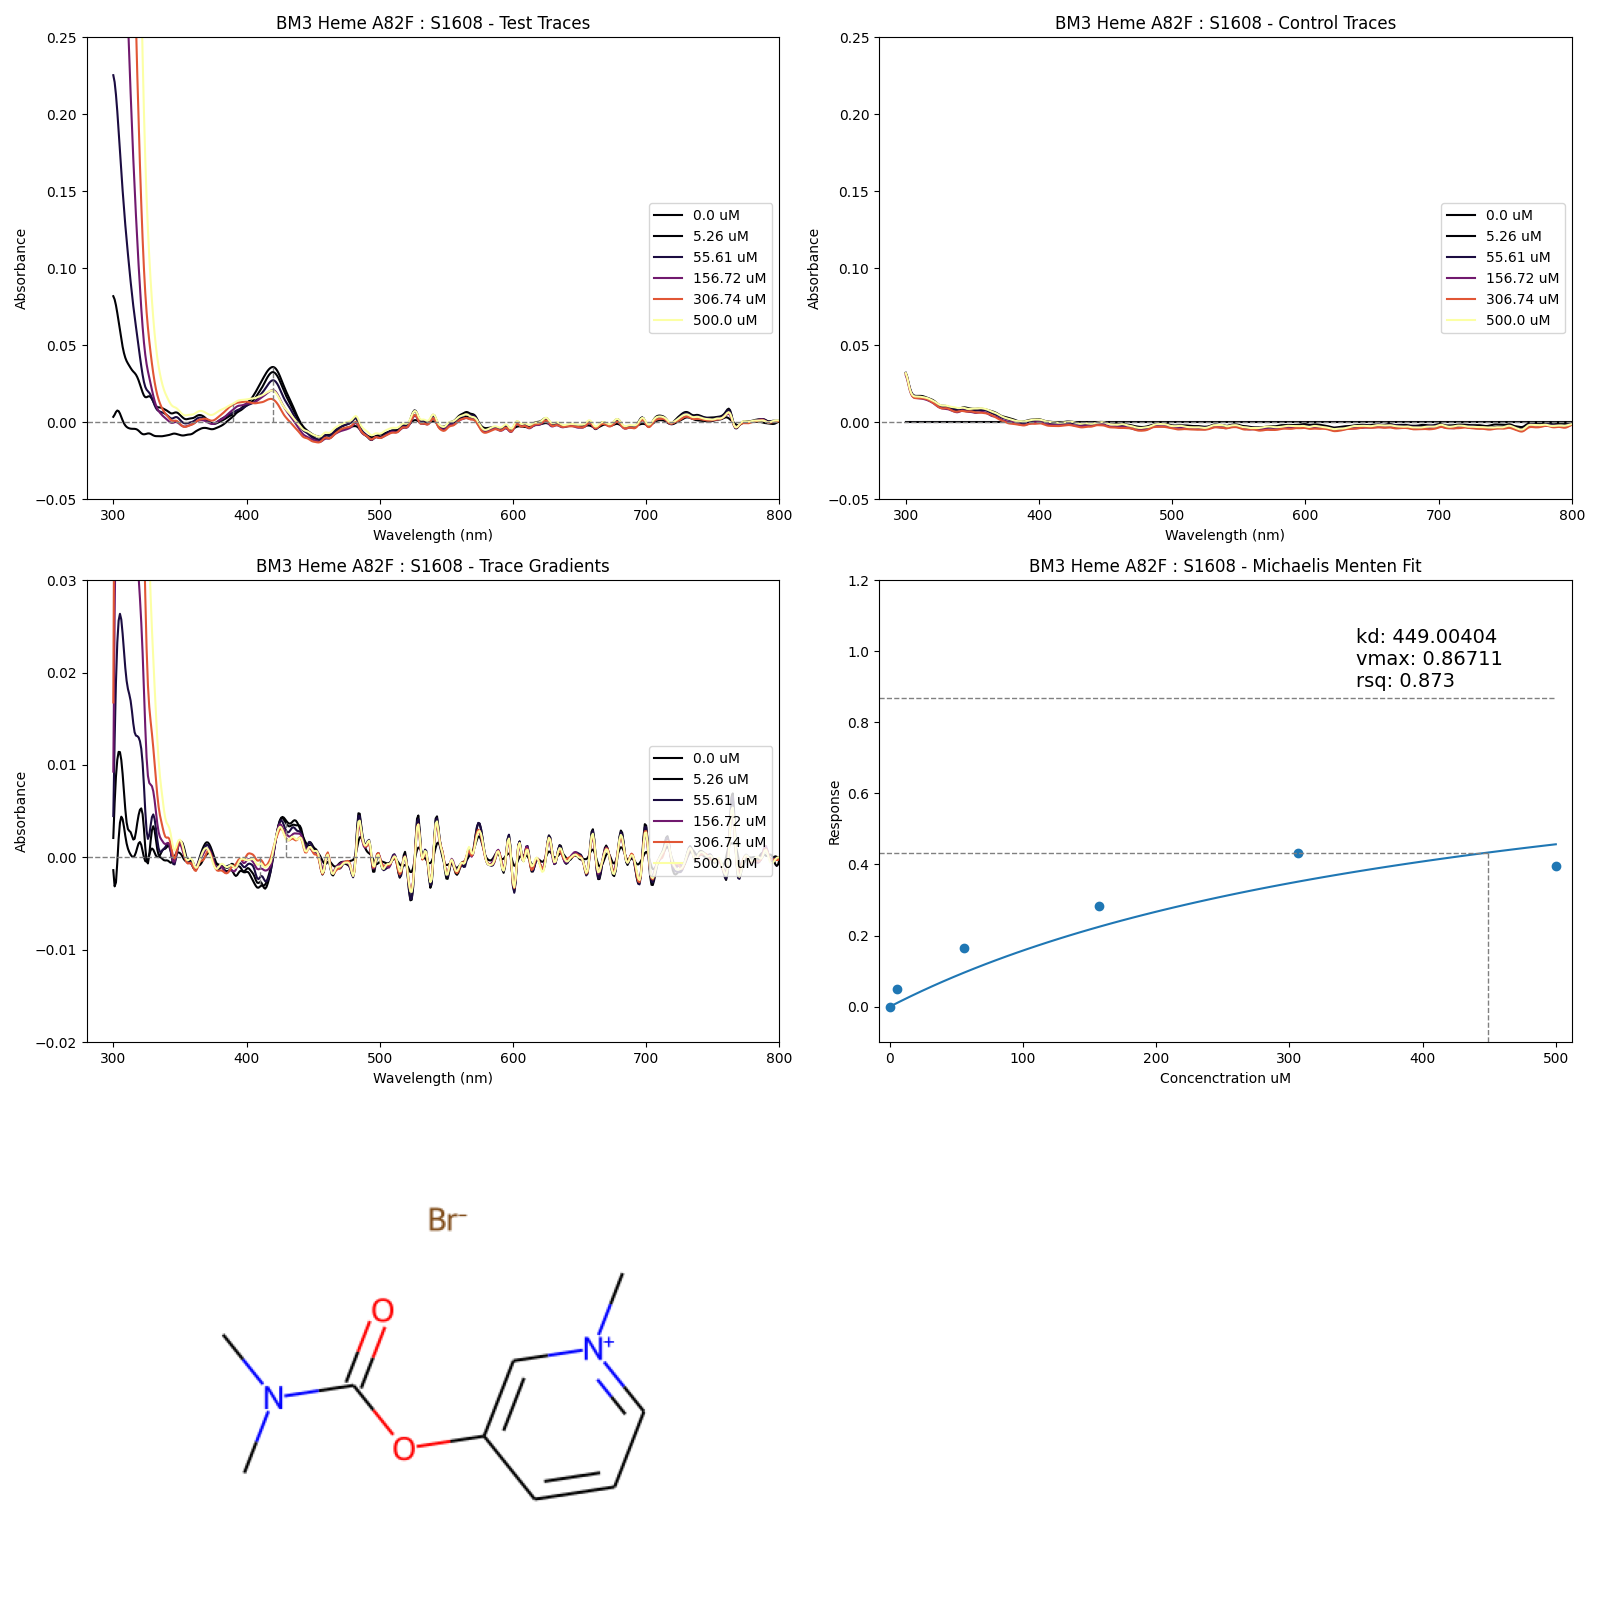 BM3 Heme A82F : S1608 - Test Traces
Absorbance
0.25
0.20
0.15
0.10
0.05
0.00
−0.05
300
400
500
600
700
800
Wavelength (nm)
0.0 uM
5.26 uM
55.61 uM
156.72 uM
306.74 uM
500.0 uM
BM3 Heme A82F : S1608 - Control Traces
Absorbance
0.25
0.20
0.15
0.10
0.05
0.00
−0.05
300
400
500
600
700
800
Wavelength (nm)
0.0 uM
5.26 uM
55.61 uM
156.72 uM
306.74 uM
500.0 uM
BM3 Heme A82F : S1608 - Trace Gradients
Absorbance
0.03
0.02
0.01
0.00
−0.01
−0.02
300
400
500
600
700
800
Wavelength (nm)
0.0 uM
5.26 uM
55.61 uM
156.72 uM
306.74 uM
500.0 uM
BM3 Heme A82F : S1608 - Michaelis Menten Fit
Response
1.2
1.0
0.8
0.6
0.4
0.2
0.0
0
100
200
300
400
500
Concenctration uM
kd: 449.00404
vmax: 0.86711
rsq: 0.873
Br−
O
N+
N
O